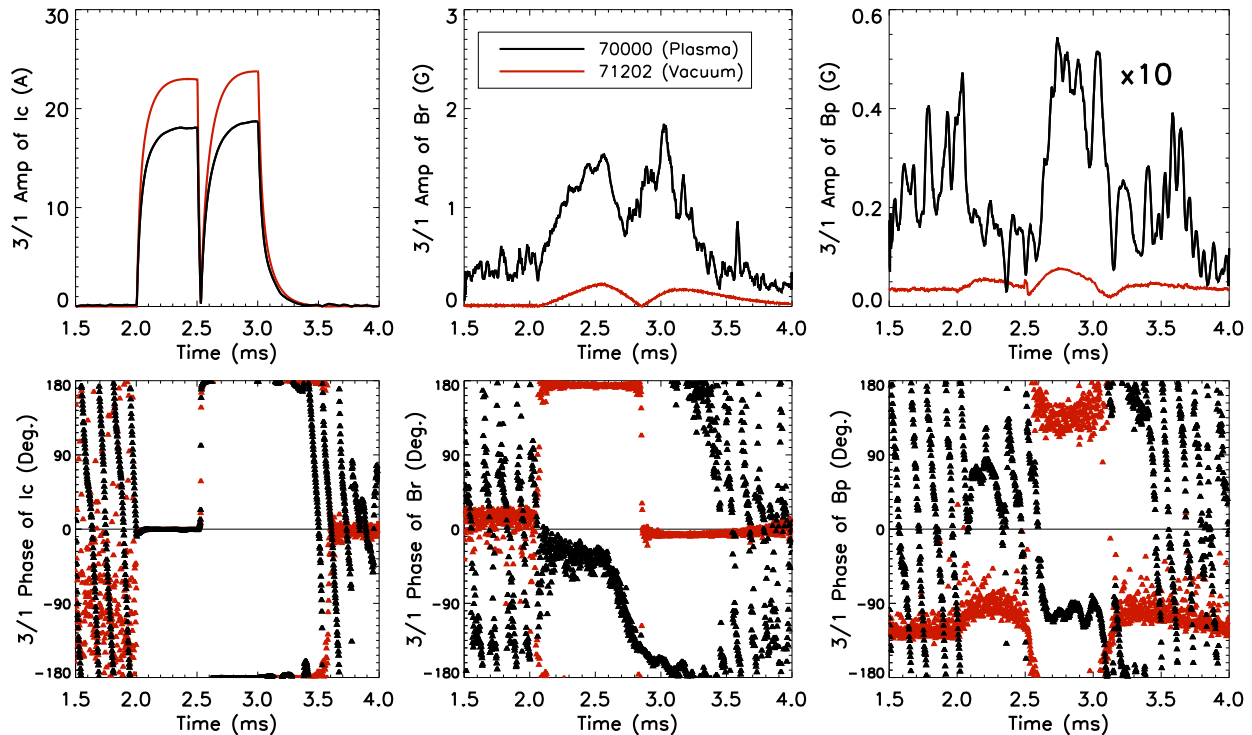 3/1 Amp of Ic (A)
30
20
10
0
1.5 2.0 2.5 3.0 3.5 4.0
Time (ms)
3/1 Amp of Br (G)
3
2
1
0
70000 (Plasma)
71202 (Vacuum)
1.5 2.0 2.5 3.0 3.5 4.0
Time (ms)
3/1 Amp of Bp (G)
0.6
0.4
0.2
0.0
x10
1.5 2.0 2.5 3.0 3.5 4.0
Time (ms)
3/1 Phase of Ic (Deg.)
180
90
0
-90
-180
1.5 2.0 2.5 3.0 3.5 4.0
Time (ms)
3/1 Phase of Br (Deg.)
180
90
0
-90
-180
1.5 2.0 2.5 3.0 3.5 4.0
Time (ms)
3/1 Phase of Bp (Deg.)
180
90
0
-90
-180
1.5 2.0 2.5 3.0 3.5 4.0
Time (ms)